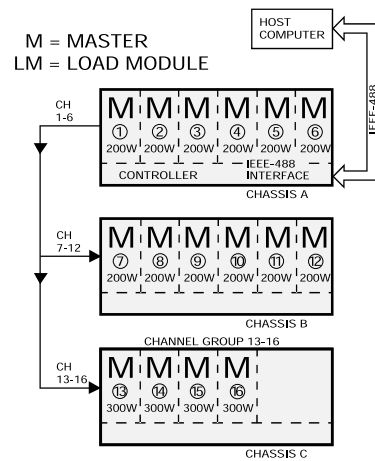 HOST
COMPUTER
M = MASTER
LM = LOAD MODULE
IEEE-488
CH
1-6
M M M M M M
① ② ③ ④ ⑤ ⑥
200W 200W 200W 200W 200W 200W
CONTROLLER
IEEE-488
INTERFACE
CHASSIS A
CH
7-12
M M M M M M
⑦ ⑧ ⑨ ⑩ ⑪ ⑫
200W 200W 200W 200W 200W 200W
CHASSIS B
CHANNEL GROUP 13-16
CH
13-16
M M M M
⑬ ⑭ ⑮ ⑯
300W 300W 300W 300W
CHASSIS C